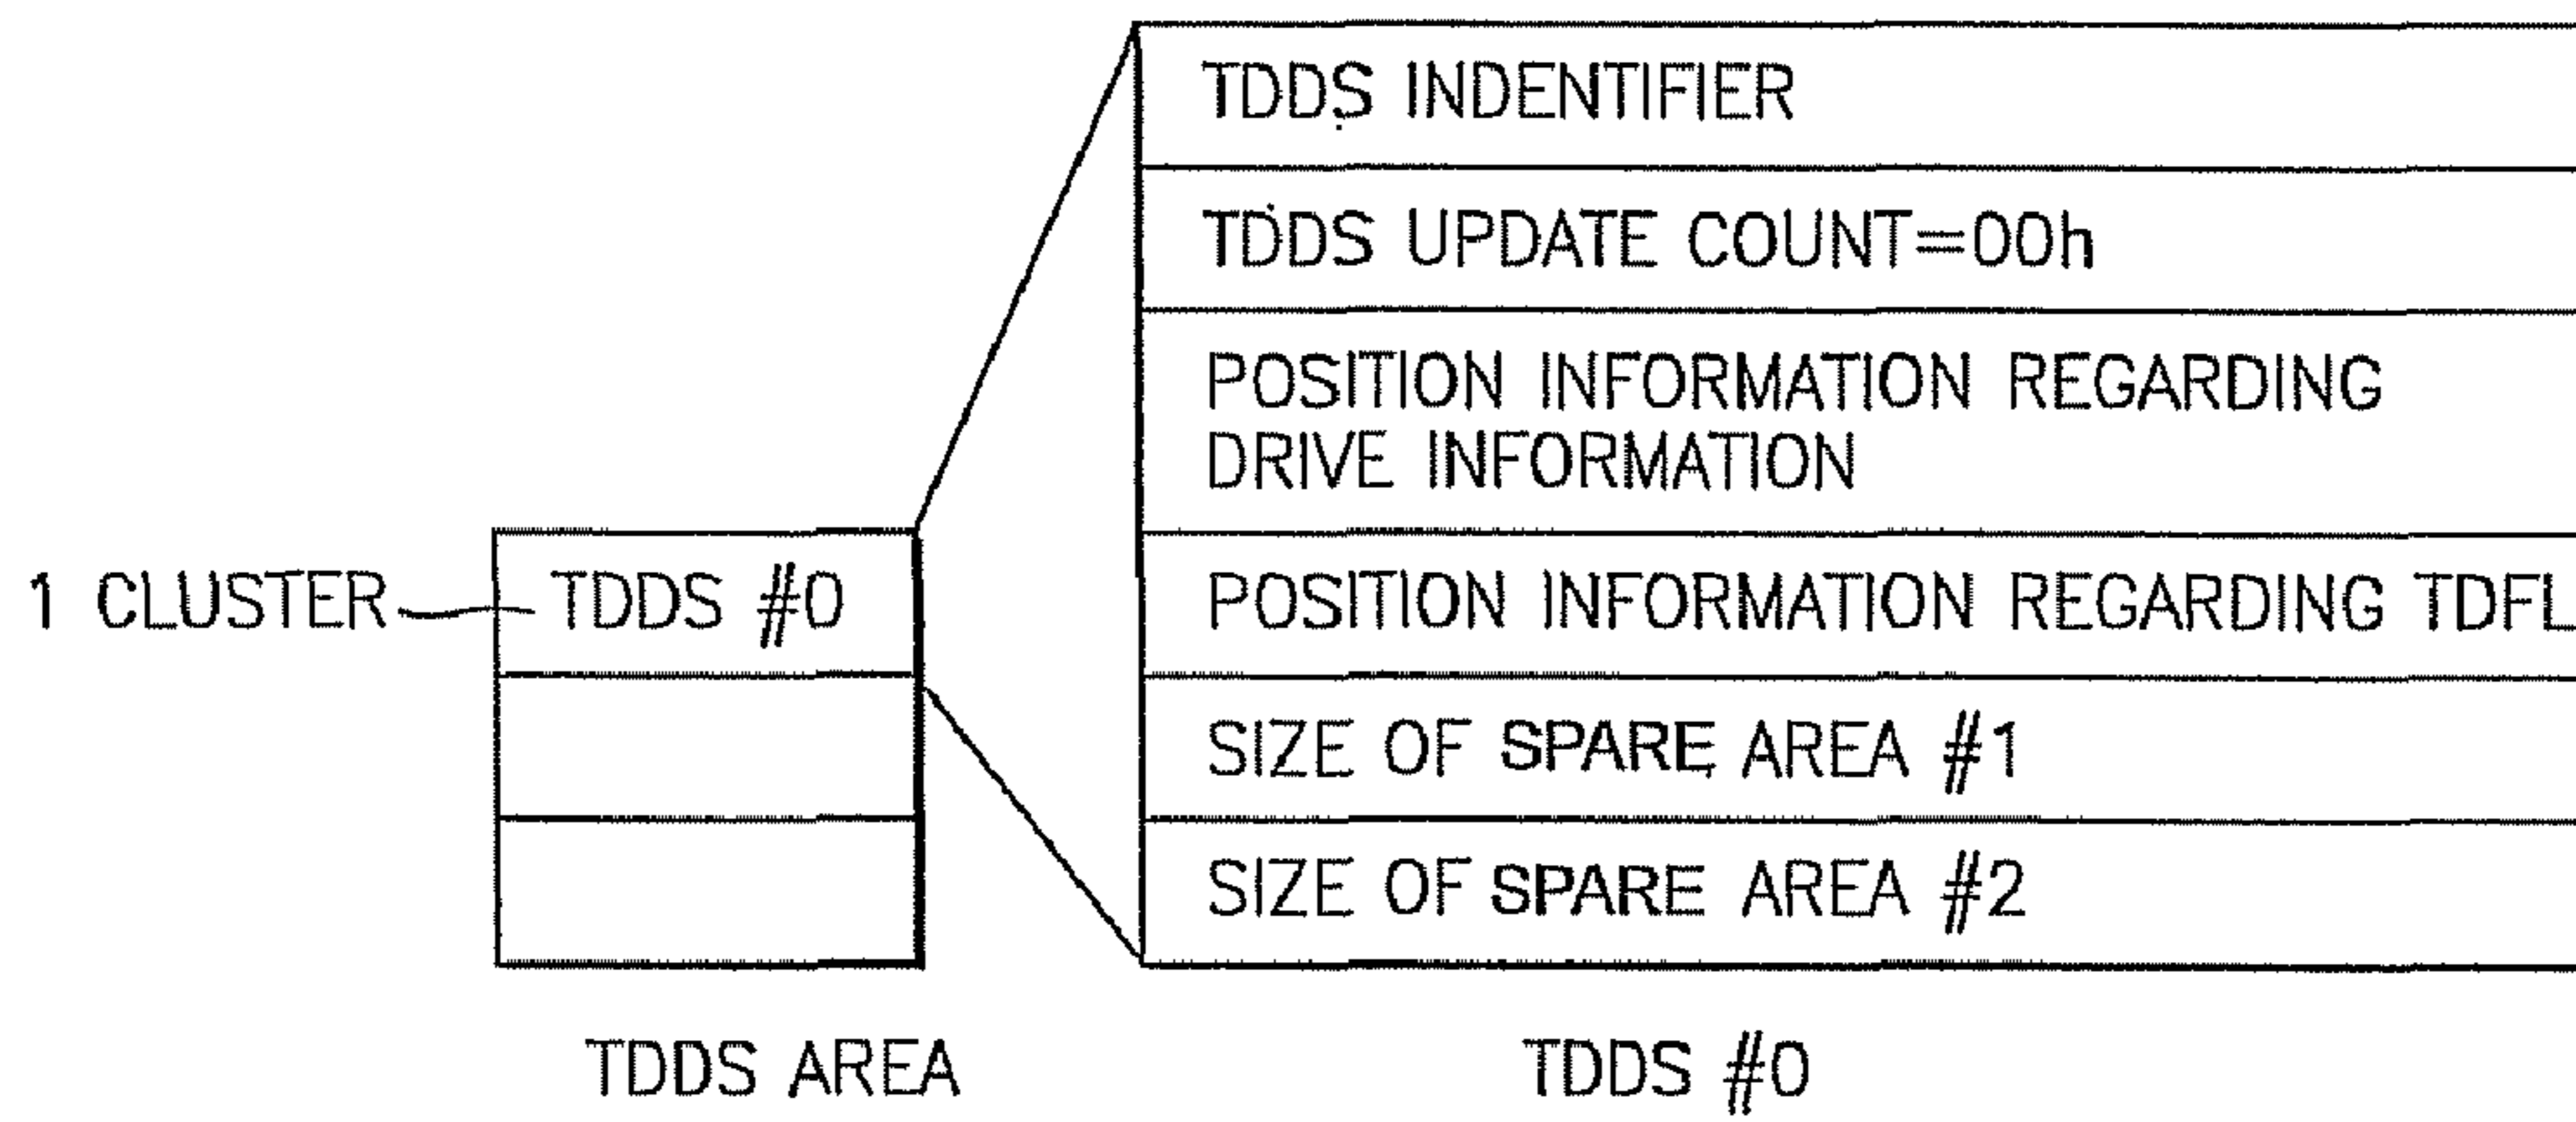 TDDS INDENTIFIER
TDDS UPDATE COUNT=00h
POSITION INFORMATION REGARDING
DRIVE INFORMATION
1 CLUSTER
TDDS #0
POSITION INFORMATION REGARDING TDFL
SIZE OF SPARE AREA #1
SIZE OF SPARE AREA #2
TDDS AREA
TDDS #0